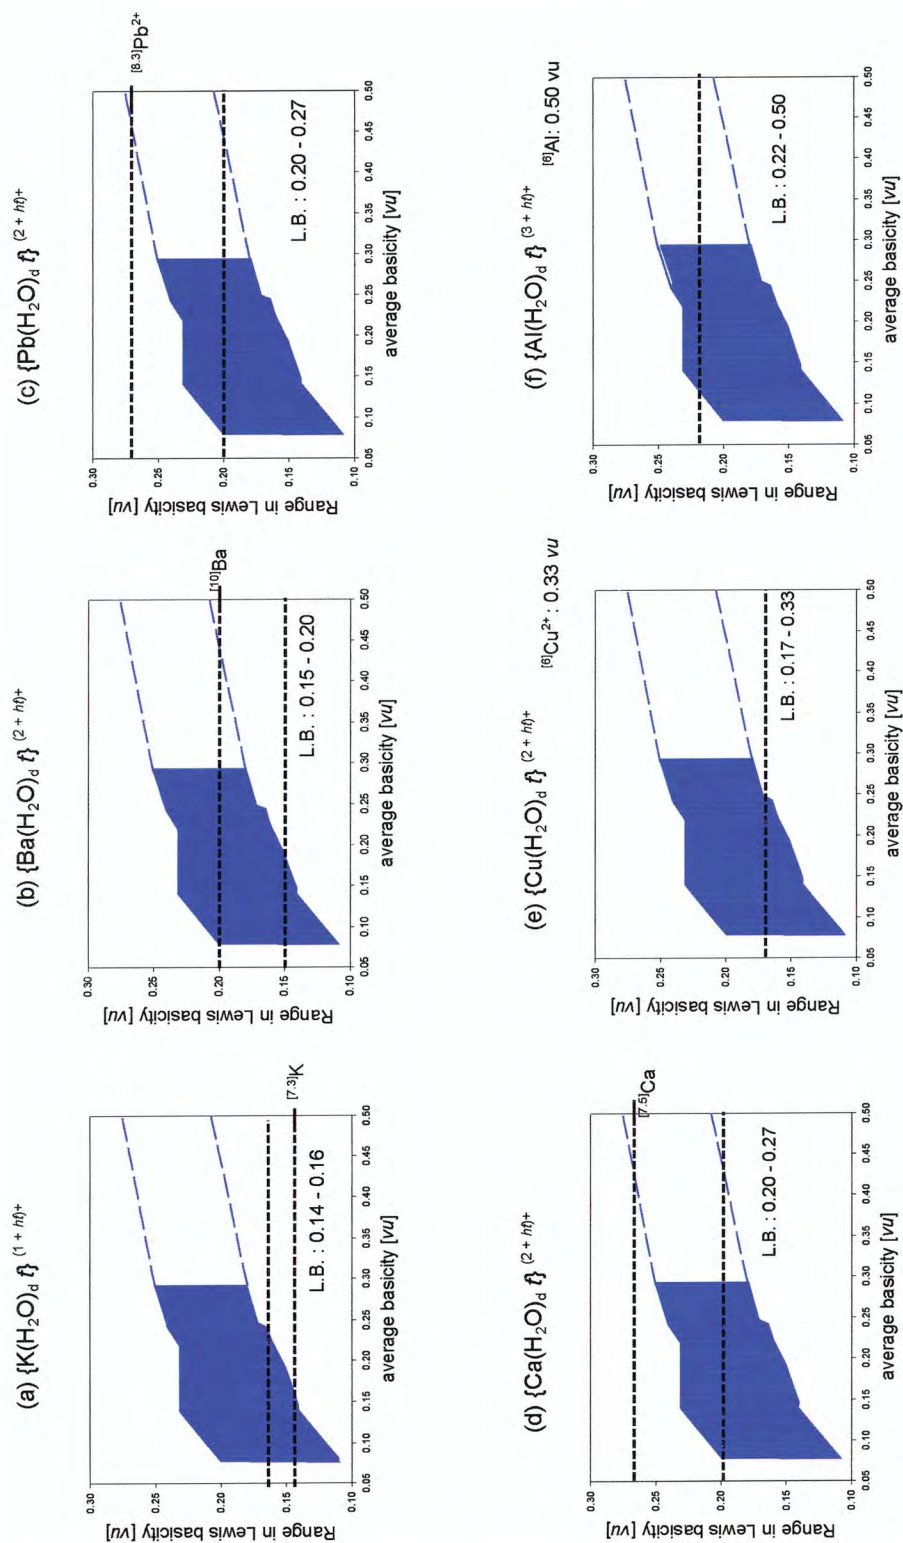 (a) {K(H₂O)d t} (1 + ht)+
Range in Lewis basicity [vu]
0.30
0.25
0.20
0.15
0.10
[7.3]K
L.B. : 0.14 - 0.16
0.05 0.10 0.15 0.20 0.25 0.30 0.35 0.40 0.45 0.50
average basicity [vu]
(b) {Ba(H₂O)d t} (2 + ht)+
Range in Lewis basicity [vu]
0.30
0.25
0.20
0.15
0.10
[10]Ba
L.B. : 0.15 - 0.20
0.05 0.10 0.15 0.20 0.25 0.30 0.35 0.40 0.45 0.50
average basicity [vu]
(c) {Pb(H₂O)d t} (2 + ht)+
Range in Lewis basicity [vu]
0.30
0.25
0.20
0.15
0.10
[8.3]Pb2+
L.B. : 0.20 - 0.27
0.05 0.10 0.15 0.20 0.25 0.30 0.35 0.40 0.45 0.50
average basicity [vu]
(d) {Ca(H₂O)d t} (2 + ht)+
Range in Lewis basicity [vu]
0.30
0.25
0.20
0.15
0.10
[7.5]Ca
L.B. : 0.20 - 0.27
0.05 0.10 0.15 0.20 0.25 0.30 0.35 0.40 0.45 0.50
average basicity [vu]
(e) {Cu(H₂O)d t} (2 + ht)+
[6]Cu2+ : 0.33 vu
Range in Lewis basicity [vu]
0.30
0.25
0.20
0.15
0.10
L.B. : 0.17 - 0.33
0.05 0.10 0.15 0.20 0.25 0.30 0.35 0.40 0.45 0.50
average basicity [vu]
(f) {Al(H₂O)d t} (3 + ht)+
[6]Al: 0.50 vu
Range in Lewis basicity [vu]
0.30
0.25
0.20
0.15
0.10
L.B. : 0.22 - 0.50
0.05 0.10 0.15 0.20 0.25 0.30 0.35 0.40 0.45 0.50
average basicity [vu]